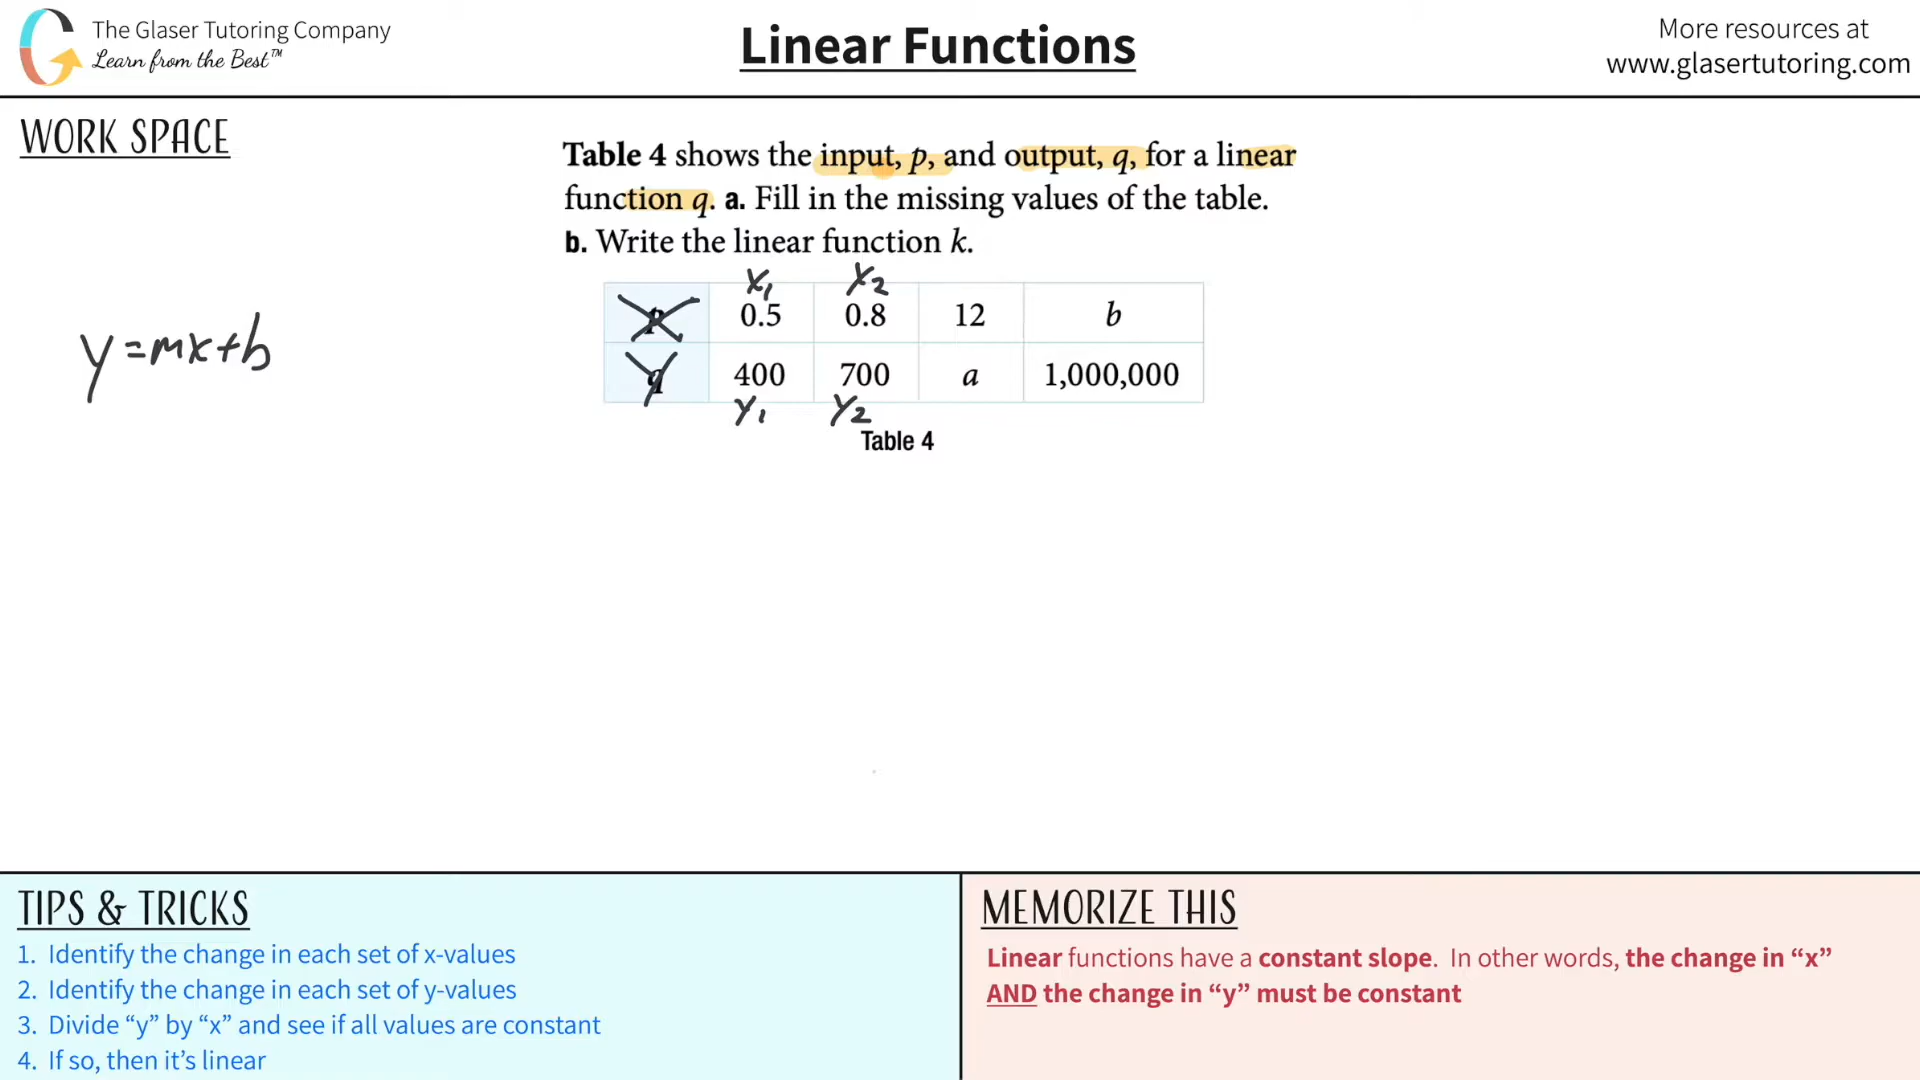 The Glaser Tutoring Company
Learn from the Best™
Linear Functions
More resources at
www.glasertutoring.com
WORK SPACE
Table 4 shows the input, p, and output, q, for a linear
function q. a. Fill in the missing values of the table.
b. Write the linear function k.
x₁ x₂
p x 0.5 0.8 12 b
q y 400 700 a 1,000,000
y₁ y₂
Table 4
y=mx+b
TIPS & TRICKS
1. Identify the change in each set of x-values
2. Identify the change in each set of y-values
3. Divide “y” by “x” and see if all values are constant
4. If so, then it’s linear
MEMORIZE THIS
Linear functions have a constant slope. In other words, the change in “x”
AND the change in “y” must be constant